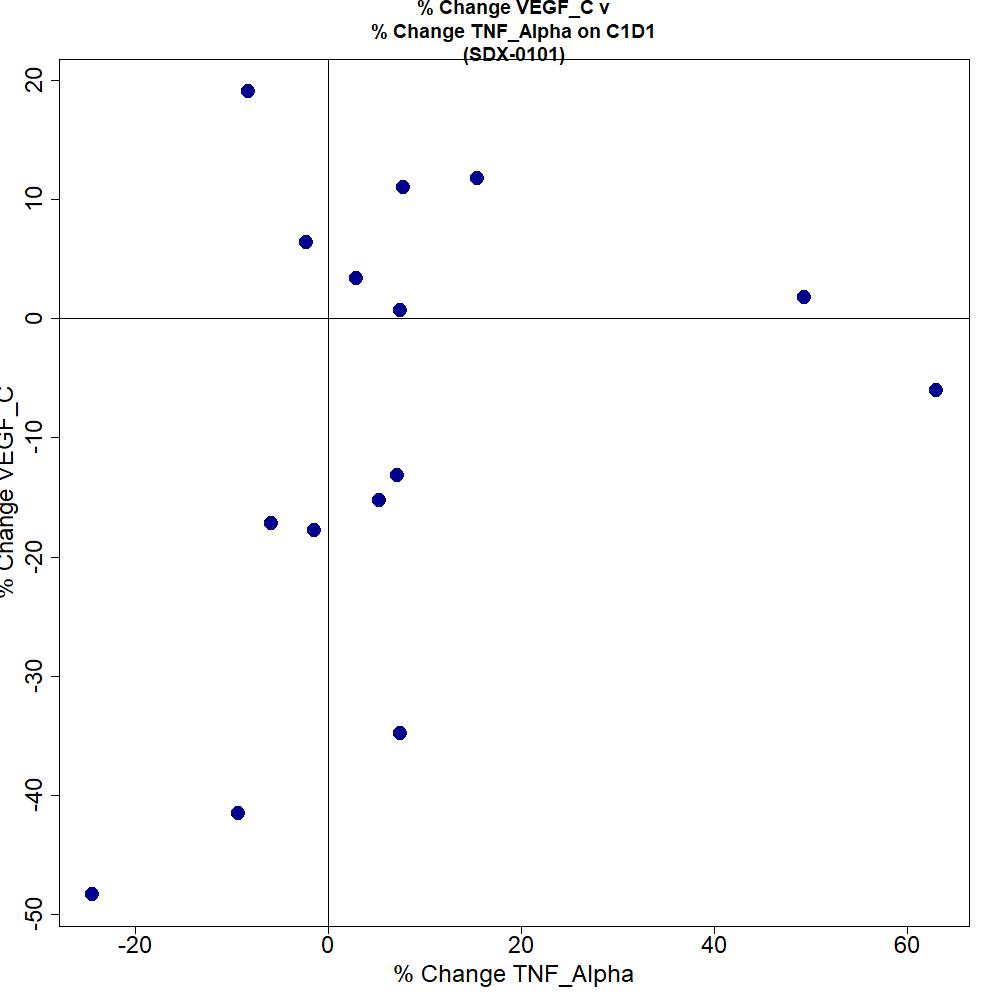 % Change VEGF_C v
% Change TNF_Alpha on C1D1
(SDX-0101)
% Change VEGF_C
20
10
0
-10
-20
-30
-40
-50
-20 0 20 40 60
% Change TNF_Alpha